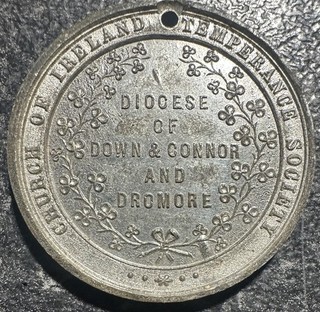 CHURCH OF IRELAND TEMPERANCE SOCIETY
DIOCESE
OF
DOWN & CONNOR
AND
DROMORE